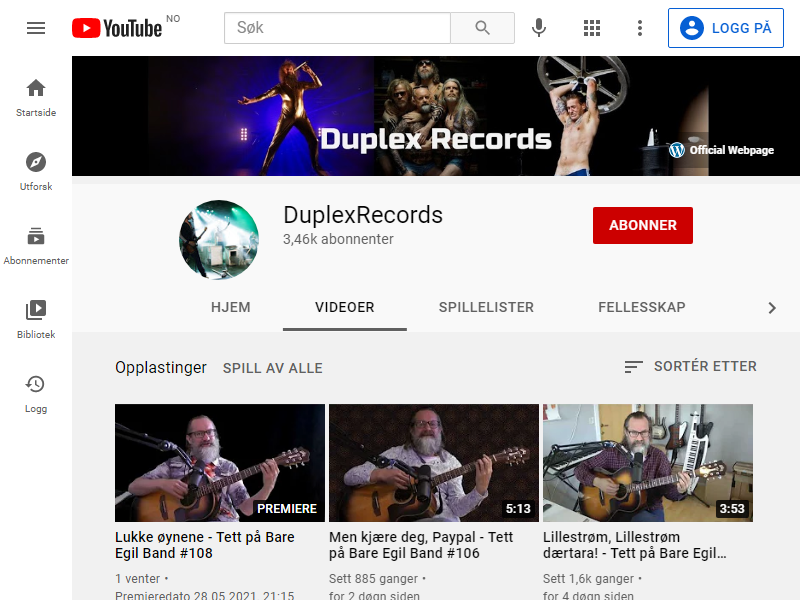 YouTube NO
Søk
LOGG PÅ
Startside
Utforsk
Abonnementer
Bibliotek
Logg
Duplex Records
Official Webpage
DuplexRecords
3,46k abonnenter
ABONNER
HJEM VIDEOER SPILLELISTER FELLESSKAP
Opplastinger SPILL AV ALLE SORTÉR ETTER
PREMIERE 5:13 3:53
Lukke øynene - Tett på Bare
Egil Band #108
1 venter •
Premieredato 28.05.2021, 21:15
Men kjære deg, Paypal - Tett
på Bare Egil Band #106
Sett 885 ganger •
for 2 døgn siden
Lillestrøm, Lillestrøm
dærtara! - Tett på Bare Egil…
Sett 1,6k ganger •
for 4 døgn siden